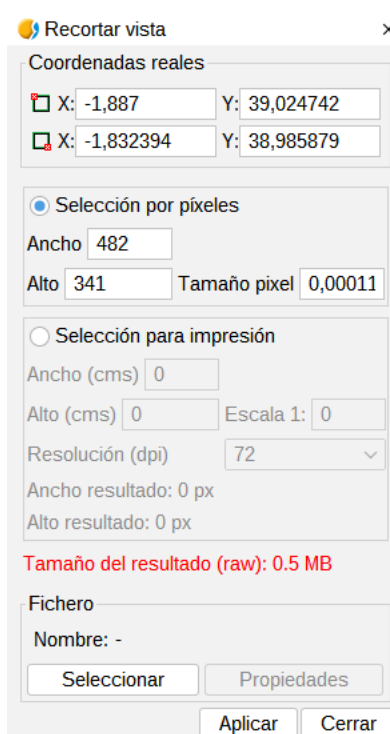 Recortar vista
Coordenadas reales
X: -1,887 Y: 39,024742
X: -1,832394 Y: 38,985879
Selección por píxeles
Ancho 482
Alto 341 Tamaño pixel 0,00011
Selección para impresión
Ancho (cms) 0
Alto (cms) 0 Escala 1: 0
Resolución (dpi) 72
Ancho resultado: 0 px
Alto resultado: 0 px
Tamaño del resultado (raw): 0.5 MB
Fichero
Nombre: -
Seleccionar Propiedades
Aplicar Cerrar